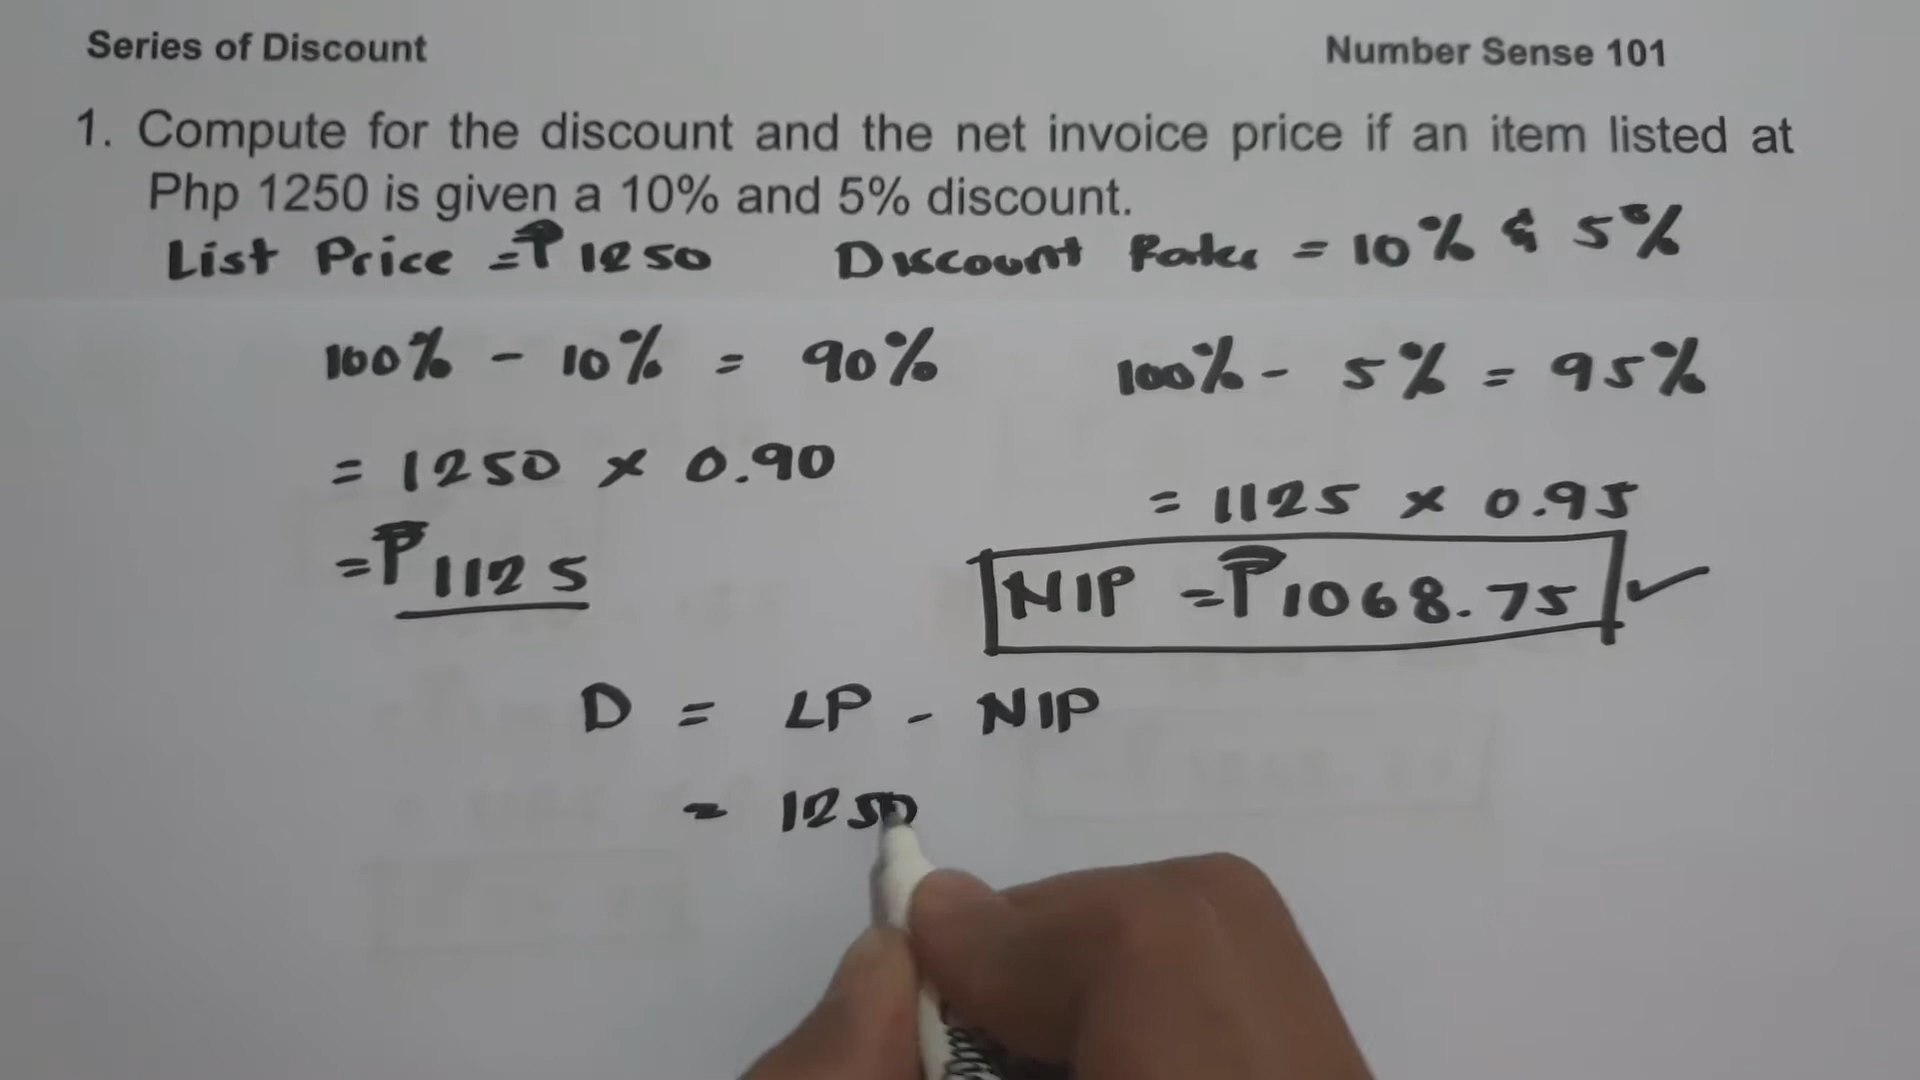 Series of Discount Number Sense 101
1. Compute for the discount and the net invoice price if an item listed at
Php 1250 is given a 10% and 5% discount.
List Price = ₱1250 Discount Rates = 10% & 5%
100% - 10% = 90% 100% - 5% = 95%
= 1250 x 0.90
= 1125 x 0.95
= ₱1125
NIP = ₱1068.75 ✓
D = LP - NIP
= 1250